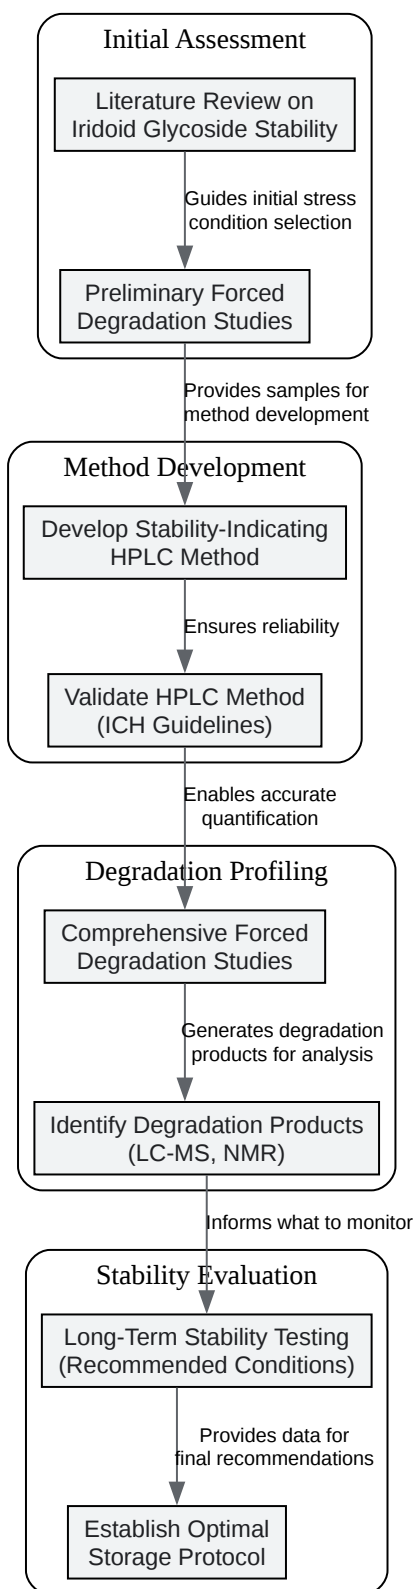 Initial Assessment
Literature Review on
Iridoid Glycoside Stability
Guides initial stress
condition selection
Preliminary Forced
Degradation Studies
Provides samples for
method development
Method Development
Develop Stability-Indicating
HPLC Method
Ensures reliability
Validate HPLC Method
(ICH Guidelines)
Enables accurate
quantification
Degradation Profiling
Comprehensive Forced
Degradation Studies
Generates degradation
products for analysis
Identify Degradation Products
(LC-MS, NMR)
Informs what to monitor
Stability Evaluation
Long-Term Stability Testing
(Recommended Conditions)
Provides data for
final recommendations
Establish Optimal
Storage Protocol